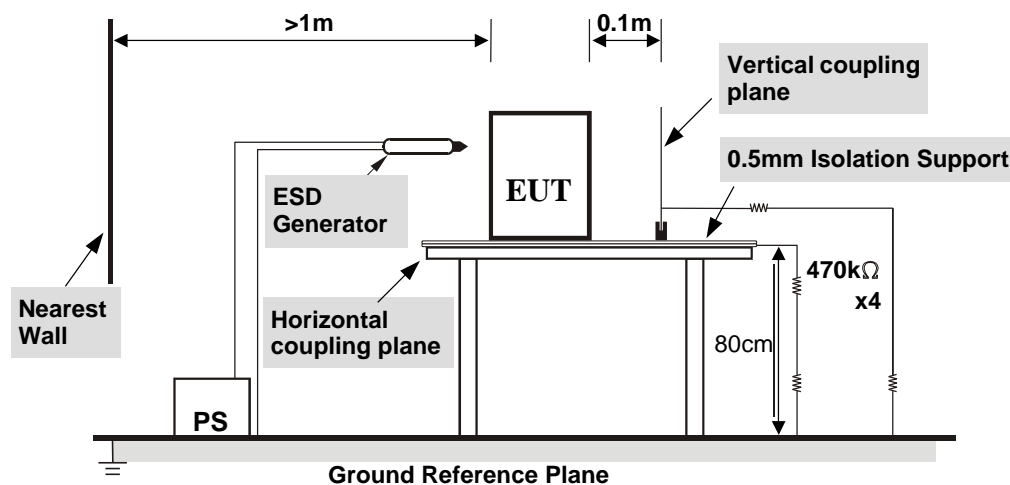 >1m
0.1m
Vertical coupling
plane
0.5mm Isolation Support
ESD
Generator
EUT
470kΩ
x4
Nearest
Wall
Horizontal
coupling plane
80cm
PS
Ground Reference Plane